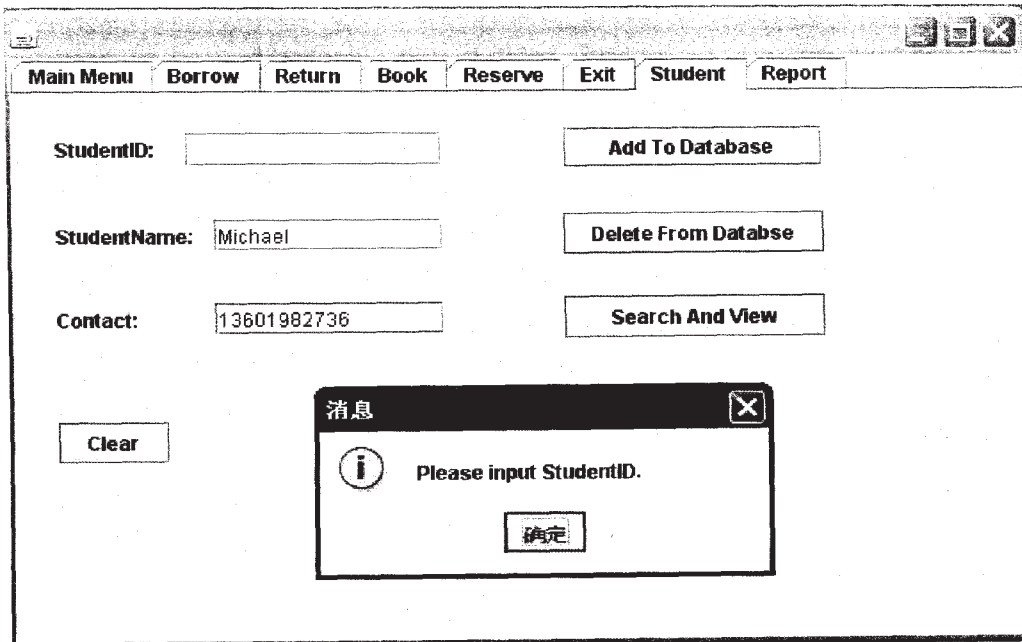 Main Menu Borrow Return Book Reserve Exit Student Report
StudentID: Add To Database
StudentName: Michael Delete From Databse
Contact: 13601982736 Search And View
Clear
消息
Please input StudentID.
确定